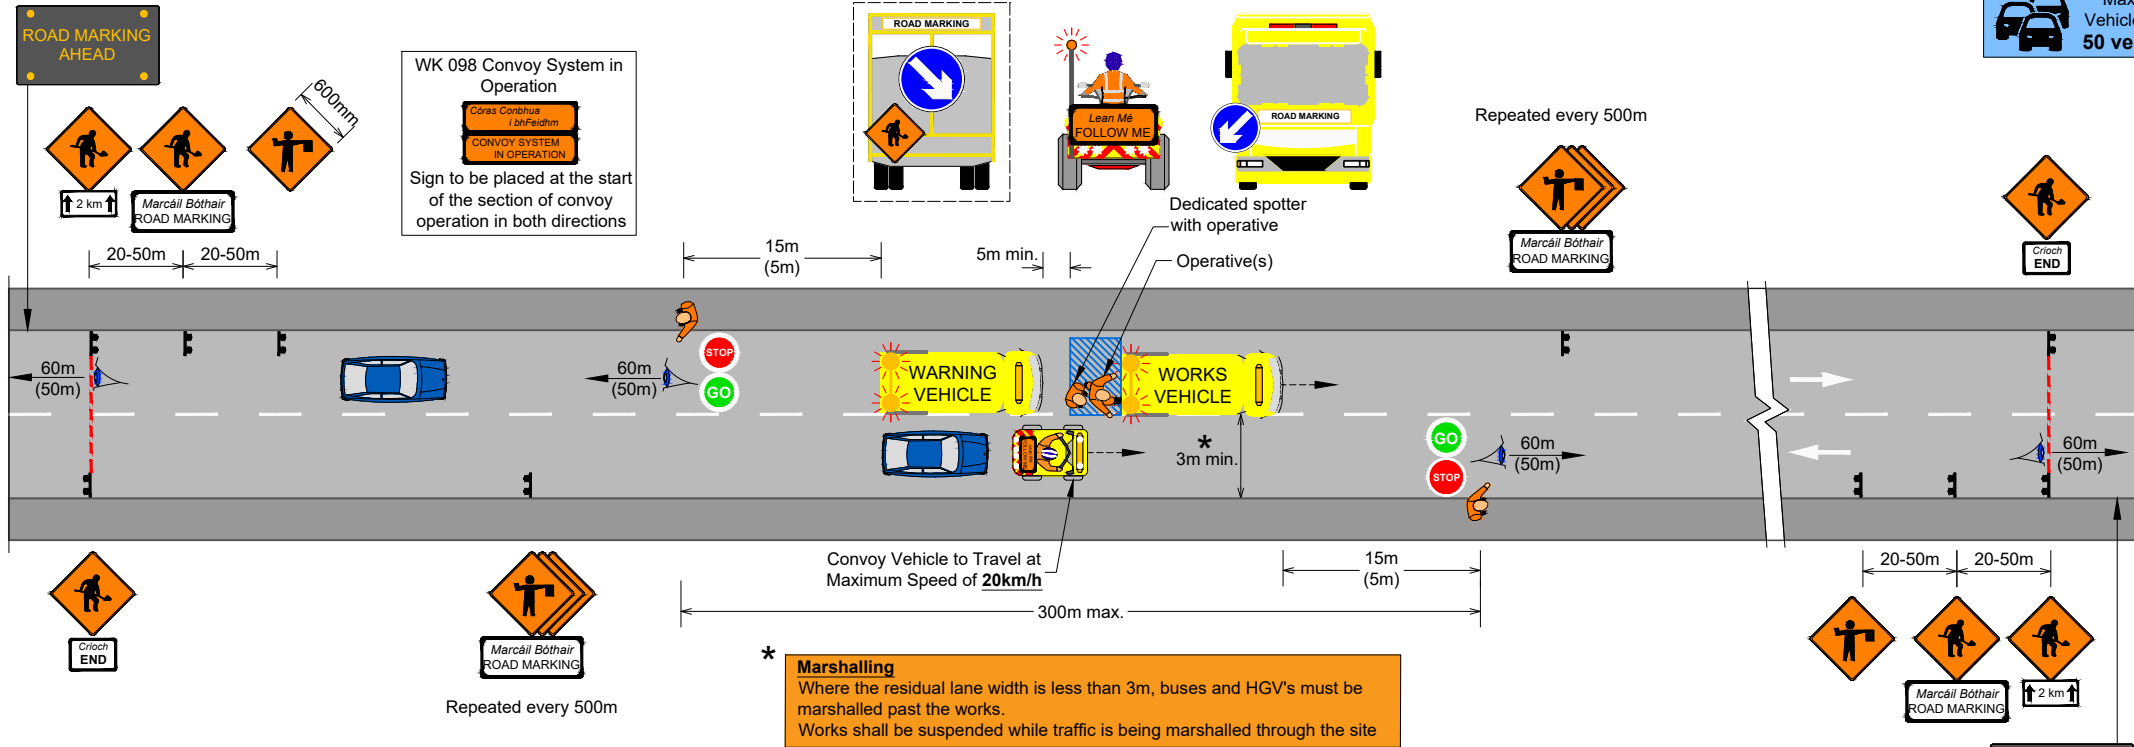 ROAD MARKING
AHEAD
2 km
Marcáil Bóthair
ROAD MARKING
600mm
WK 098 Convoy System in
Operation
Córas Conbhua
i bhFeidhm
CONVOY SYSTEM
IN OPERATION
Sign to be placed at the start
of the section of convoy
operation in both directions
ROAD MARKING
Lean Mé
FOLLOW ME
ROAD MARKING
Vehicle
50 ve
Repeated every 500m
Marcáil Bóthair
ROAD MARKING
Críoch
END
20-50m
20-50m
15m
(5m)
5m min.
Dedicated spotter
with operative
Operative(s)
60m
(50m)
60m
(50m)
STOP
GO
WARNING
VEHICLE
WORKS
VEHICLE
Lean Mé
FOLLOW ME
*
3m min.
GO
STOP
60m
(50m)
60m
(50m)
Críoch
END
Marcáil Bóthair
ROAD MARKING
Repeated every 500m
Convoy Vehicle to Travel at
Maximum Speed of 20km/h
15m
(5m)
300m max.
20-50m
20-50m
Marcáil Bóthair
ROAD MARKING
2 km
*
Marshalling
Where the residual lane width is less than 3m, buses and HGV's must be
marshalled past the works.
Works shall be suspended while traffic is being marshalled through the site